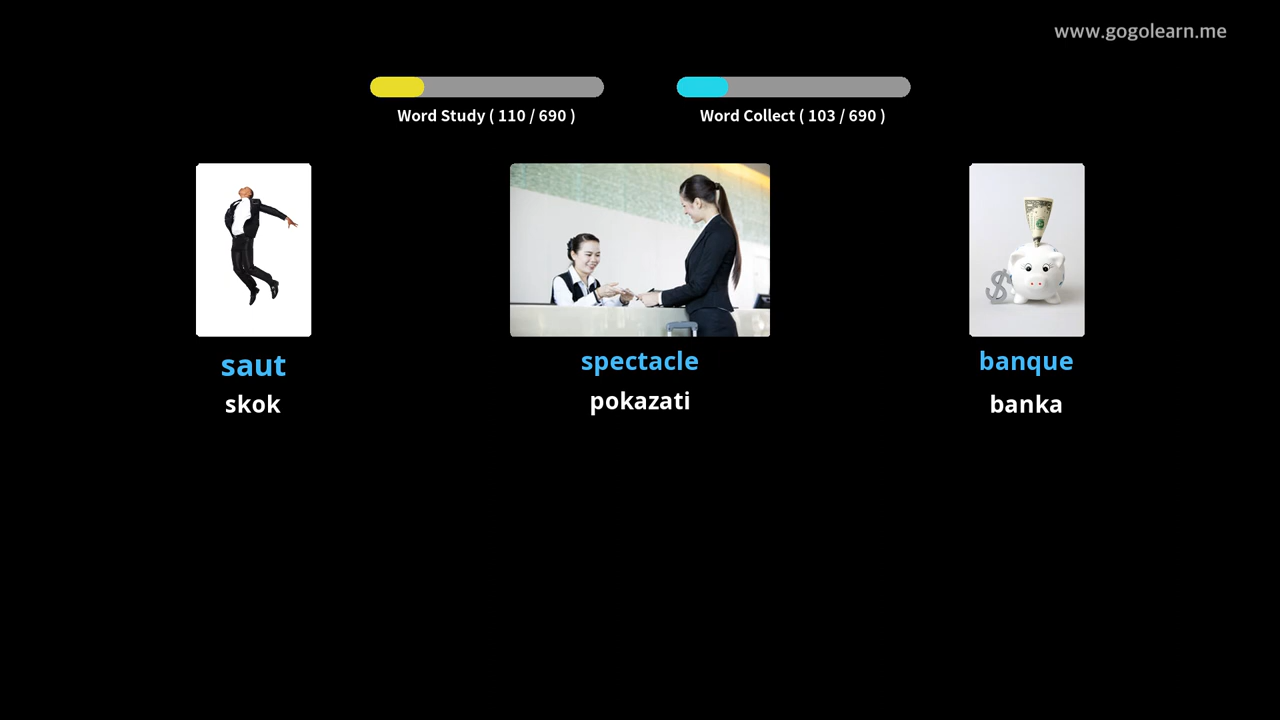 www.gogolearn.me
Word Study ( 110 / 690 )
Word Collect ( 103 / 690 )
saut
spectacle
banque
skok
pokazati
banka